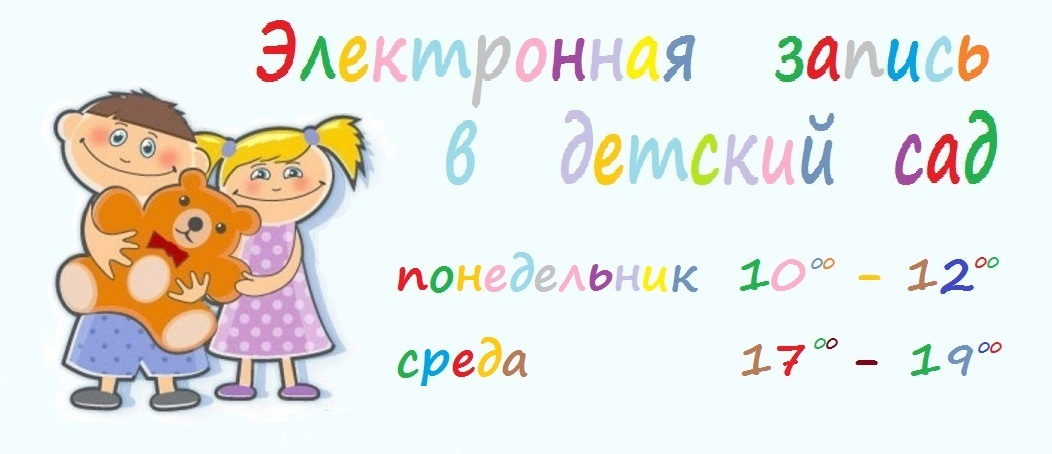 Электронная запись
в детский сад
понедельник 10⁰⁰ - 12⁰⁰
среда 17⁰⁰ - 19⁰⁰